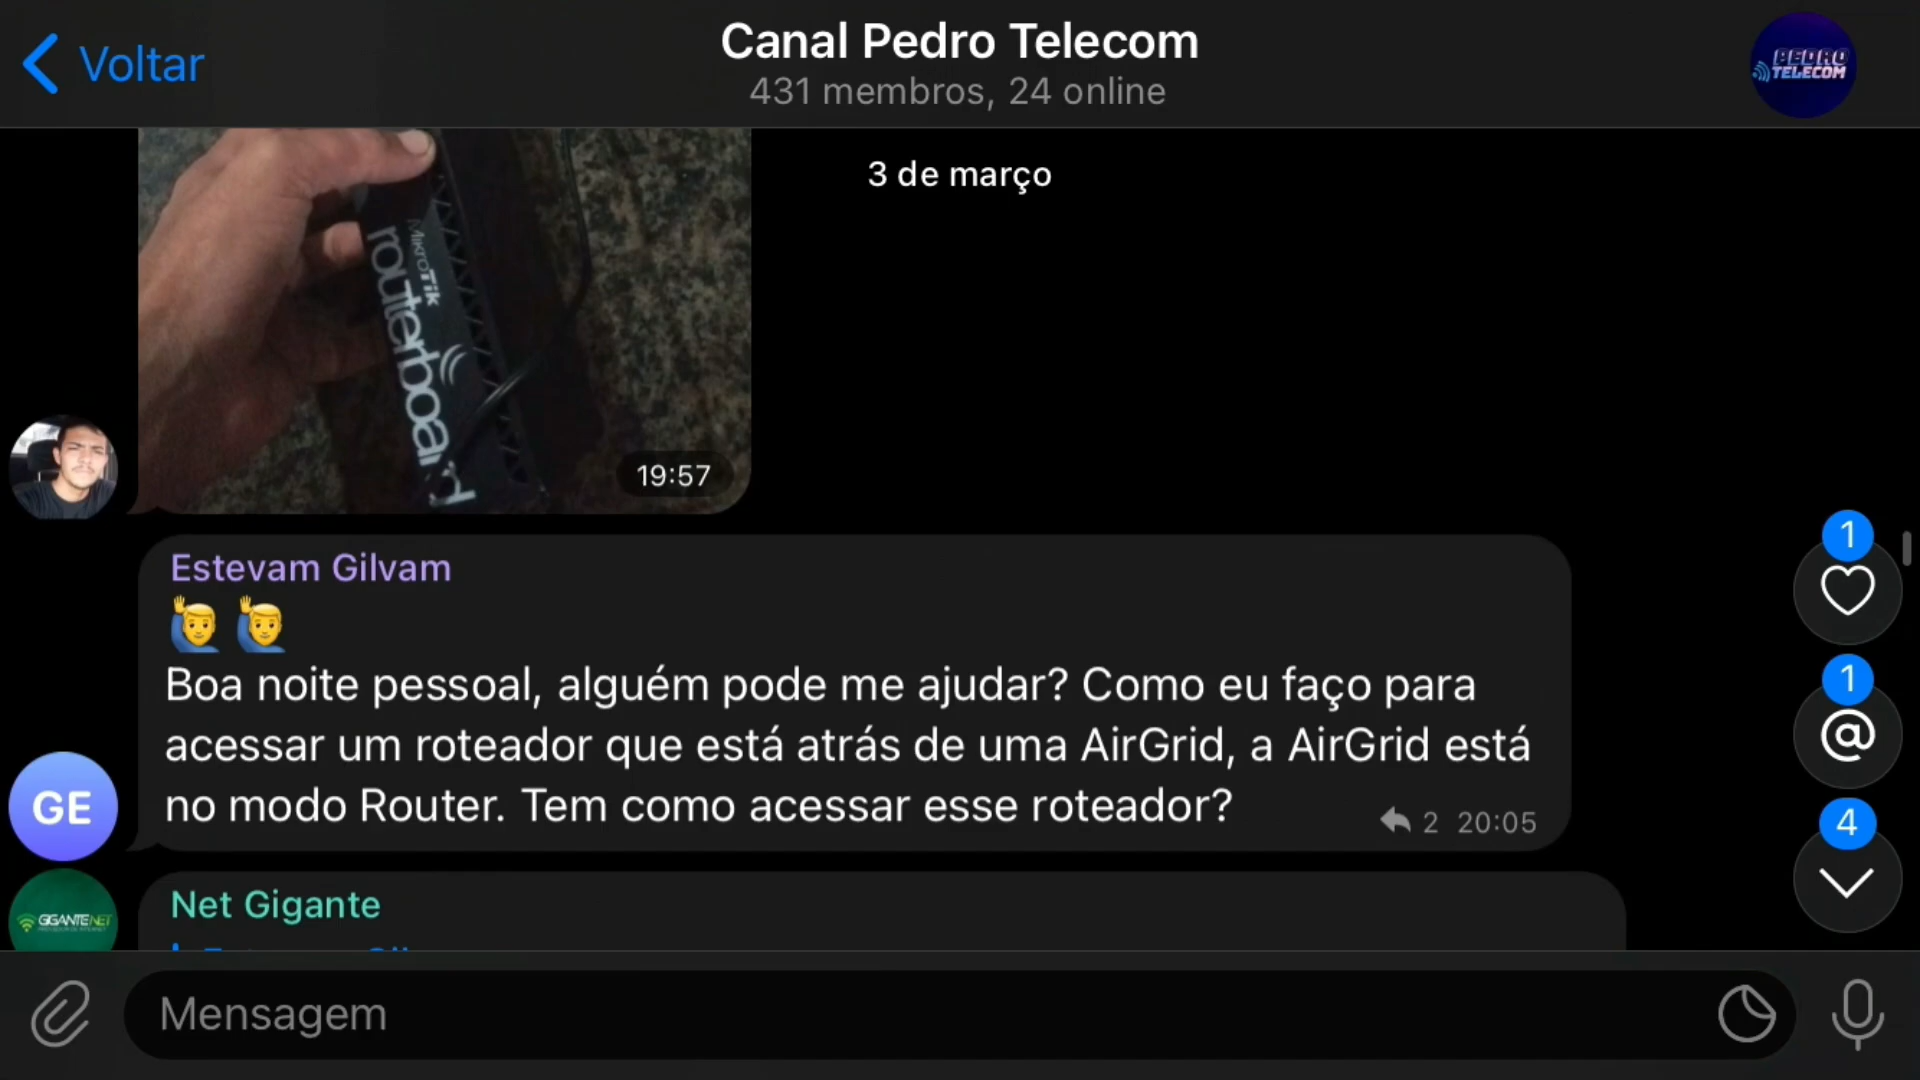 Voltar
Canal Pedro Telecom
431 membros, 24 online
PEDRO
TELECOM
3 de março
MikroTik
routerboard
19:57
Estevam Gilvam
Boa noite pessoal, alguém pode me ajudar? Como eu faço para
acessar um roteador que está atrás de uma AirGrid, a AirGrid está
no modo Router. Tem como acessar esse roteador?
2 20:05
GE
1
1
@
4
Net Gigante
GIGANTENET
Mensagem